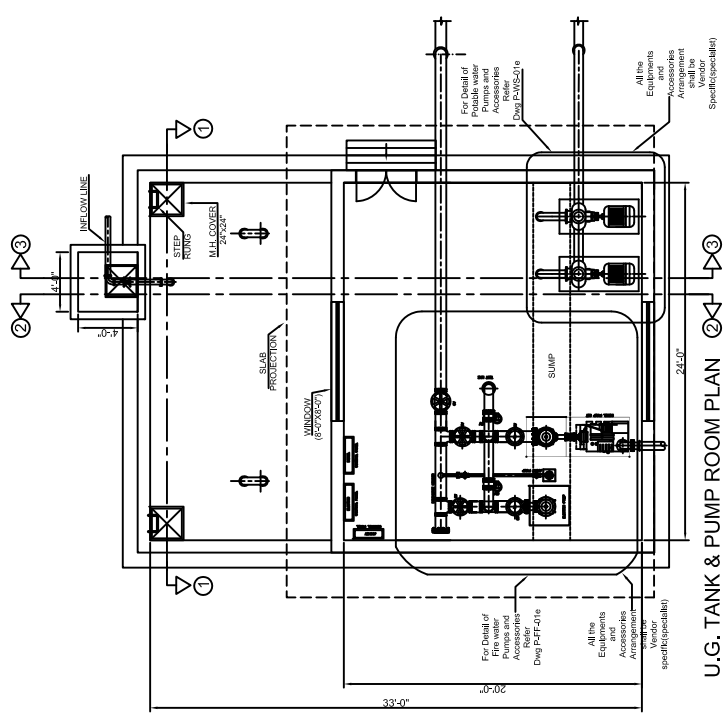 For Detail of
Potable water
Pumps and
Accessories
Refer
Dwg P-WS-01e
All the
Equipments
and
Accessories
Arrangement
shall be
Vendor
Specific(specialist)
INFLOW LINE
1
3
2
4'-0"
4'-0"
STEP
RUNG
M.H. COVER
24"x24"
SLAB
PROJECTION
WINDOW
(8'-0"X8'-0")
SUMP
1
3
2
24'-0"
20'-0"
33'-0"
For Detail of
Fire water
Pumps and
Accessories
Refer
Dwg P-FF-01e
All the
Equipments
and
Accessories
Arrangement
shall be
Vendor
specific(specialist)
U.G. TANK & PUMP ROOM PLAN